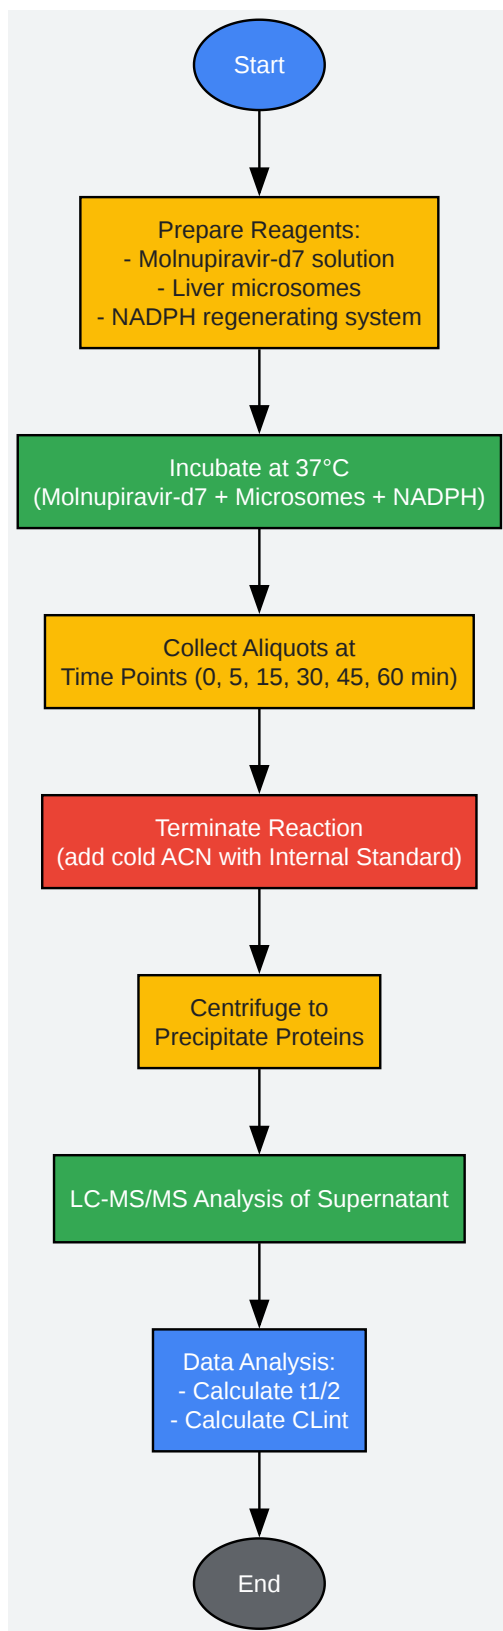 Start
Prepare Reagents:
- Molnupiravir-d7 solution
- Liver microsomes
- NADPH regenerating system
Incubate at 37°C
(Molnupiravir-d7 + Microsomes + NADPH)
Collect Aliquots at
Time Points (0, 5, 15, 30, 45, 60 min)
Terminate Reaction
(add cold ACN with Internal Standard)
Centrifuge to
Precipitate Proteins
LC-MS/MS Analysis of Supernatant
Data Analysis:
- Calculate t1/2
- Calculate CLint
End